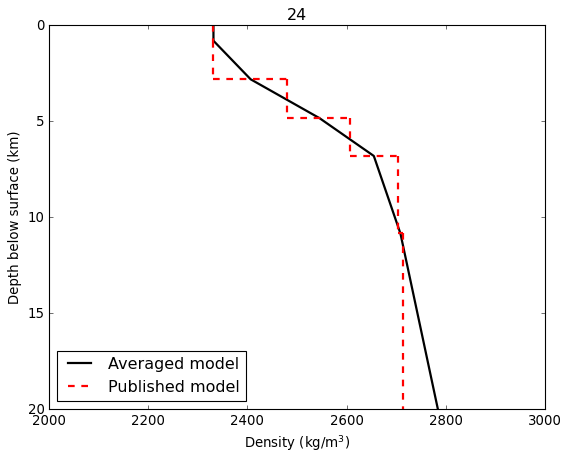 24
0
5
10
15
20
Depth below surface (km)
Averaged model
Published model
2000 2200 2400 2600 2800 3000
Density (kg/m³)